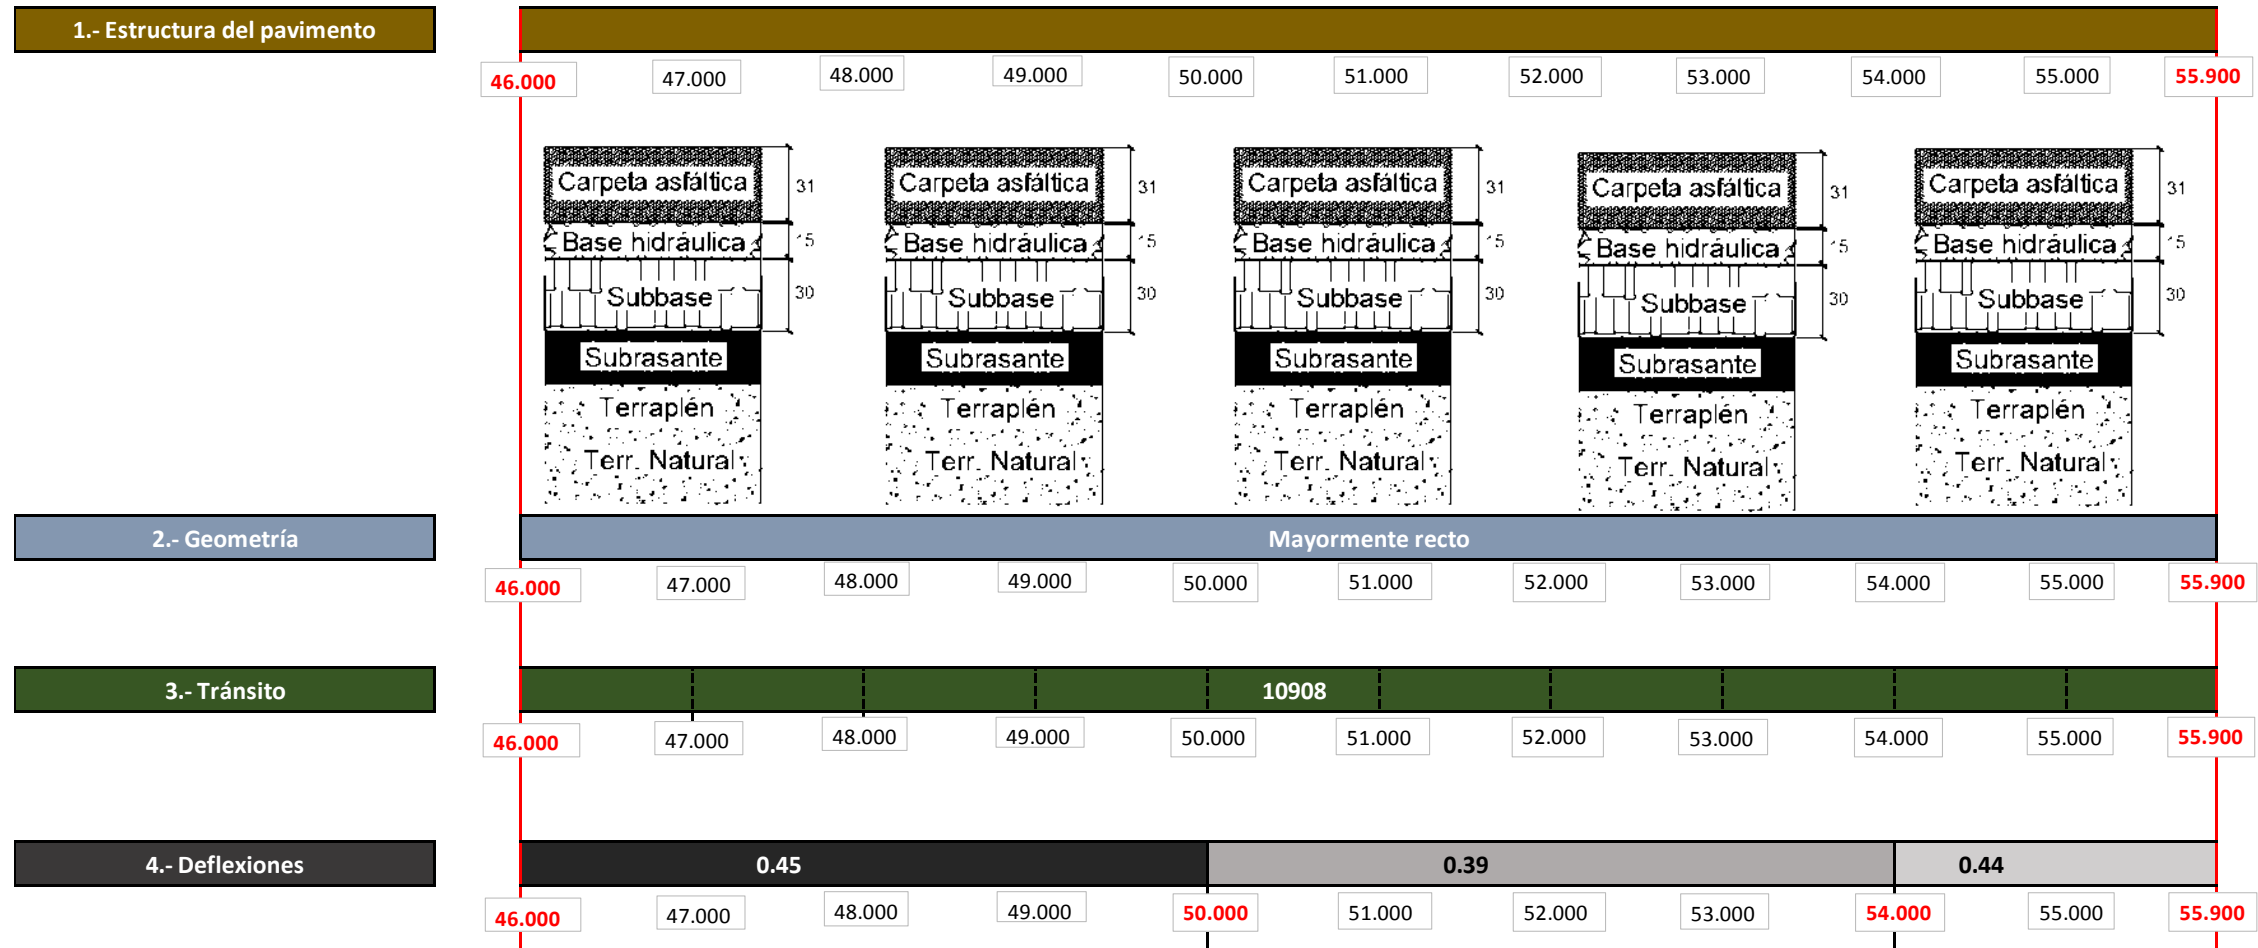 1.- Estructura del pavimento
46.000 47.000 48.000 49.000 50.000 51.000 52.000 53.000 54.000 55.000 55.900
Carpeta asfáltica 31 Carpeta asfáltica 31 Carpeta asfáltica 31 Carpeta asfáltica 31 Carpeta asfáltica 31
Base hidráulica 15 Base hidráulica 15 Base hidráulica 15 Base hidráulica 15 Base hidráulica 15
Subbase 30 Subbase 30 Subbase 30 Subbase 30 Subbase 30
Subrasante Subrasante Subrasante Subrasante Subrasante
Terraplén Terraplén Terraplén Terraplén Terraplén
Terr. Natural Terr. Natural Terr. Natural Terr. Natural Terr. Natural
2.- Geometría Mayormente recto
46.000 47.000 48.000 49.000 50.000 51.000 52.000 53.000 54.000 55.000 55.900
3.- Tránsito 10908
46.000 47.000 48.000 49.000 50.000 51.000 52.000 53.000 54.000 55.000 55.900
4.- Deflexiones 0.45 0.39 0.44
46.000 47.000 48.000 49.000 50.000 51.000 52.000 53.000 54.000 55.000 55.900